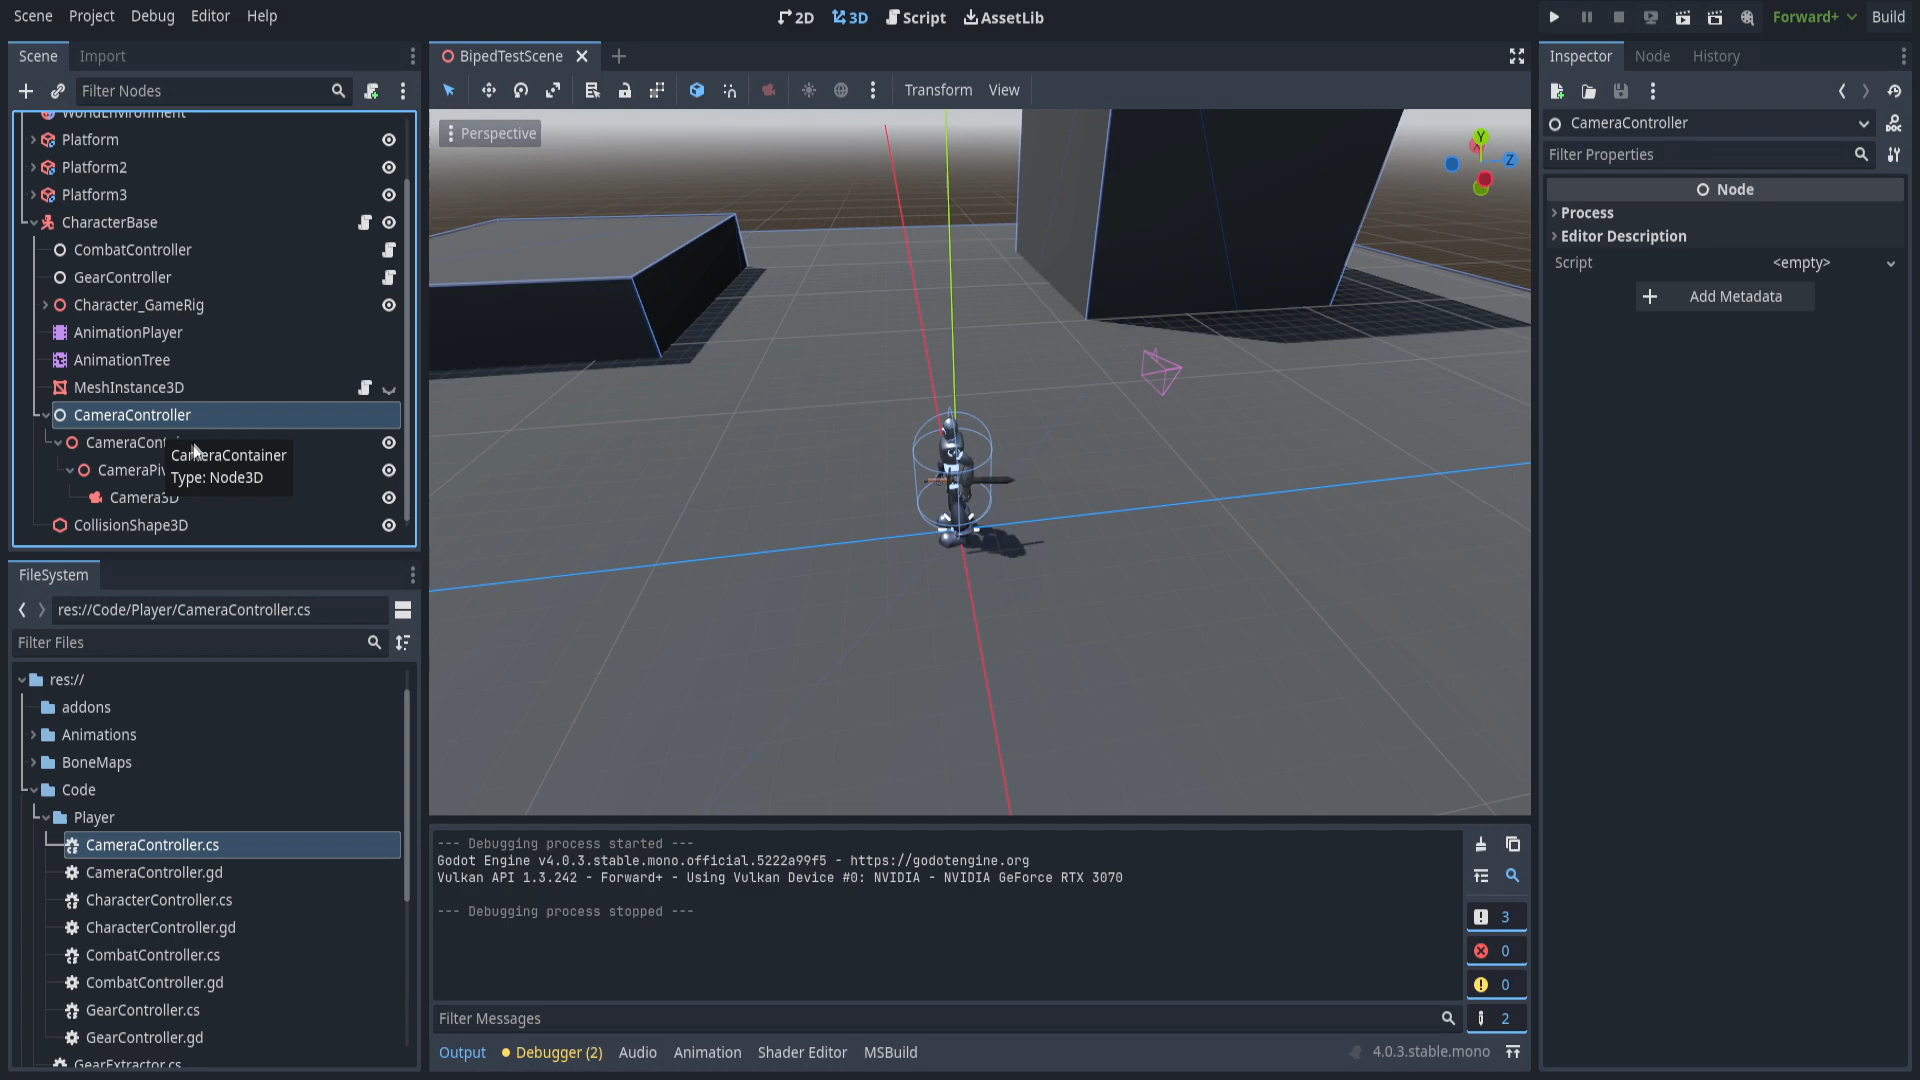 Scene Project Debug Editor Help
2D 3D Script AssetLib
Forward+ Build
Scene Import
Filter Nodes
WorldEnvironment
Platform
Platform2
Platform3
CharacterBase
CombatController
GearController
Character_GameRig
AnimationPlayer
AnimationTree
MeshInstance3D
CameraController
CameraCont
CameraContainer
CameraPiv
Type: Node3D
Camera3D
CollisionShape3D
FileSystem
res://Code/Player/CameraController.cs
Filter Files
res://
addons
Animations
BoneMaps
Code
Player
CameraController.cs
CameraController.gd
CharacterController.cs
CharacterController.gd
CombatController.cs
CombatController.gd
GearController.cs
GearController.gd
GearExtractor.cs
BipedTestScene
Transform View
Perspective
Y
Z
--- Debugging process started ---
Godot Engine v4.0.3.stable.mono.official.5222a99f5 - https://godotengine.org
Vulkan API 1.3.242 - Forward+ - Using Vulkan Device #0: NVIDIA - NVIDIA GeForce RTX 3070
--- Debugging process stopped ---
3
0
0
2
Filter Messages
Output Debugger (2) Audio Animation Shader Editor MSBuild
4.0.3.stable.mono
Inspector Node History
CameraController
Filter Properties
Node
Process
Editor Description
Script <empty>
Add Metadata